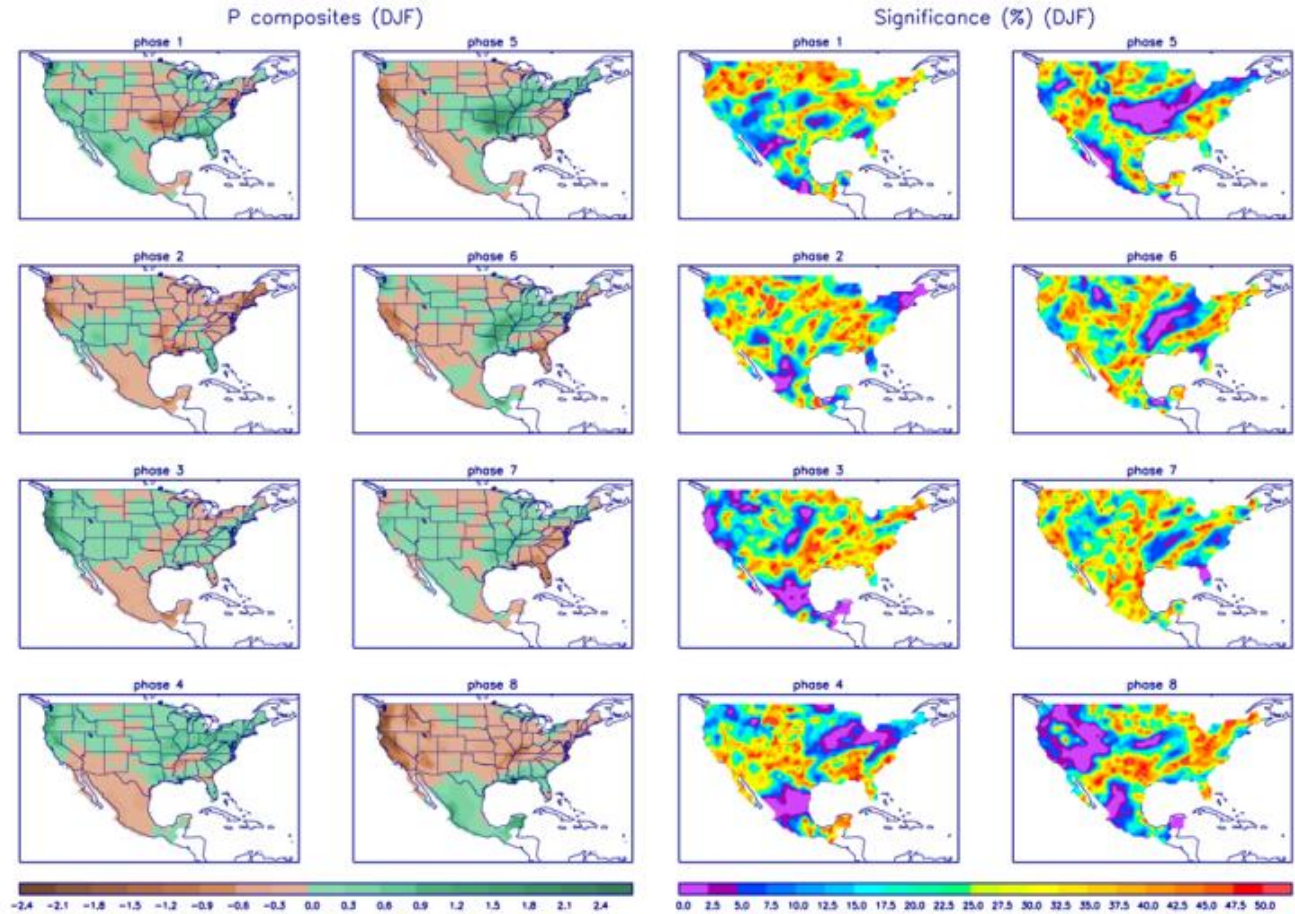 P composites (DJF) Significance (%) (DJF)
phase 1 phase 5 phase 1 phase 5
phase 2 phase 6 phase 2 phase 6
phase 3 phase 7 phase 3 phase 7
phase 4 phase 8 phase 4 phase 8
-2.4 -2.1 -1.8 -1.5 -1.2 -0.9 -0.6 -0.3 0.0 0.3 0.6 0.9 1.2 1.5 1.8 2.1 2.4 0.0 2.5 5.0 7.5 10.0 12.5 15.0 17.5 20.0 22.5 25.0 27.5 30.0 32.5 35.0 37.5 40.0 42.5 45.0 47.5 50.0